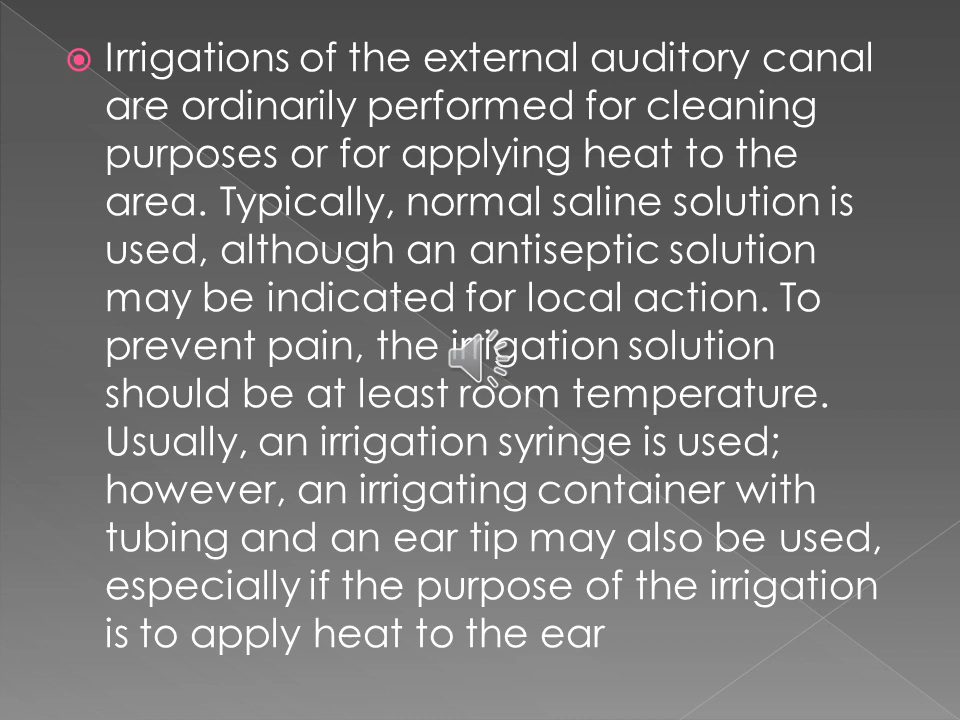 Irrigations of the external auditory canal
are ordinarily performed for cleaning
purposes or for applying heat to the
area. Typically, normal saline solution is
used, although an antiseptic solution
may be indicated for local action. To
prevent pain, the irrigation solution
should be at least room temperature.
Usually, an irrigation syringe is used;
however, an irrigating container with
tubing and an ear tip may also be used,
especially if the purpose of the irrigation
is to apply heat to the ear